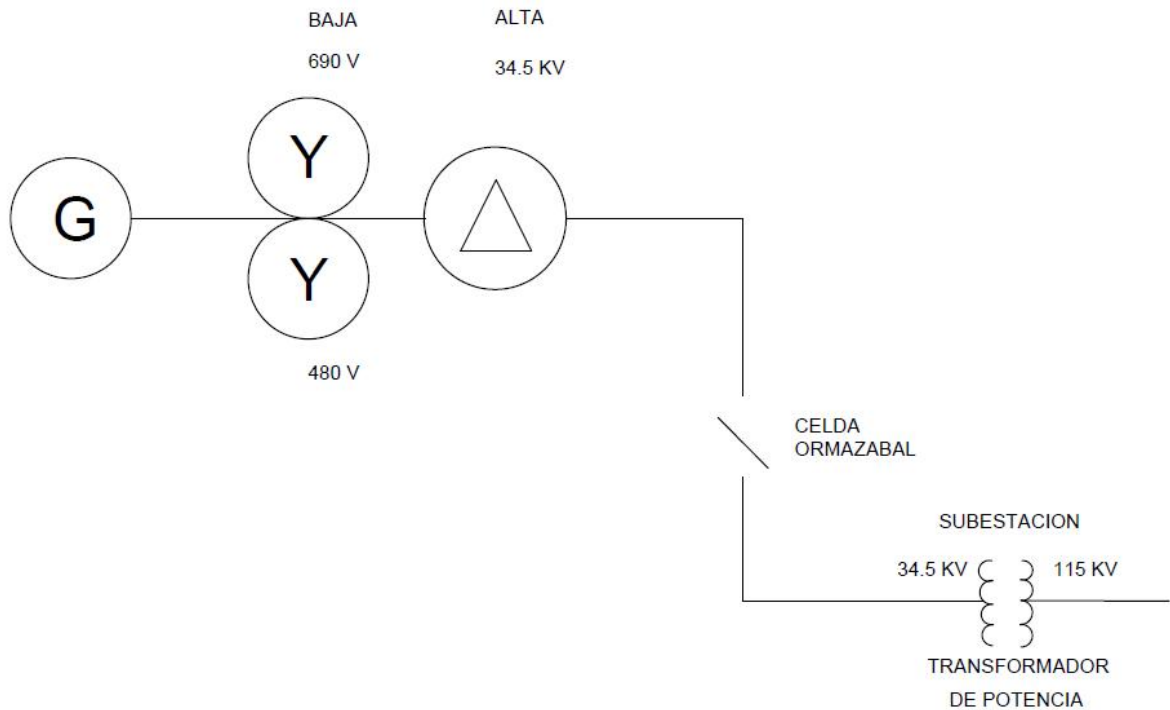 BAJA
690 V
ALTA
34.5 KV
G
Y
Y
480 V
CELDA
ORMAZABAL
SUBESTACION
34.5 KV
115 KV
TRANSFORMADOR
DE POTENCIA